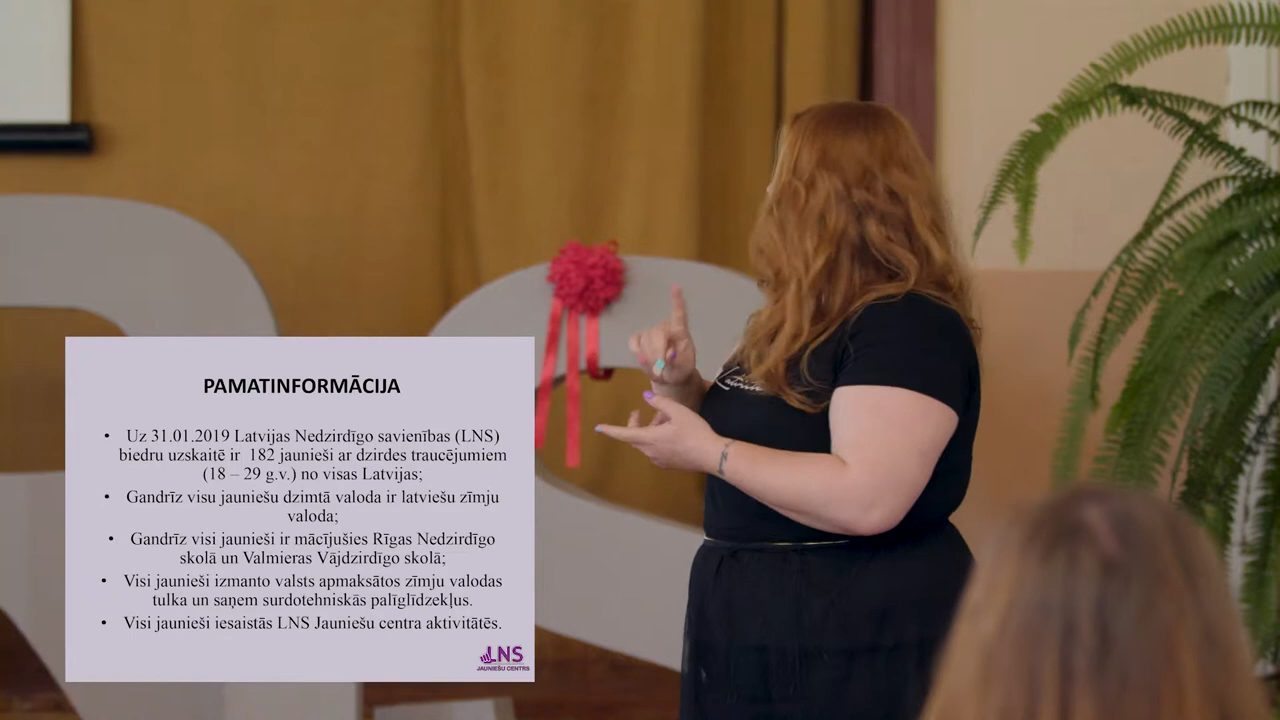 PAMATINFORMĀCIJA
• Uz 31.01.2019 Latvijas Nedzirdīgo savienības (LNS)
biedru uzskaitē ir 182 jaunieši ar dzirdes traucējumiem
(18 – 29 g.v.) no visas Latvijas;
• Gandrīz visu jauniešu dzimtā valoda ir latviešu zīmju
valoda;
• Gandrīz visi jaunieši ir mācījušies Rīgas Nedzirdīgo
skolā un Valmieras Vājdzirdīgo skolā;
• Visi jaunieši izmanto valsts apmaksātos zīmju valodas
tulka un saņem surdotehniskās palīglīdzekļus.
• Visi jaunieši iesaistās LNS Jauniešu centra aktivitātēs.
LNS
JAUNIEŠU CENTRS